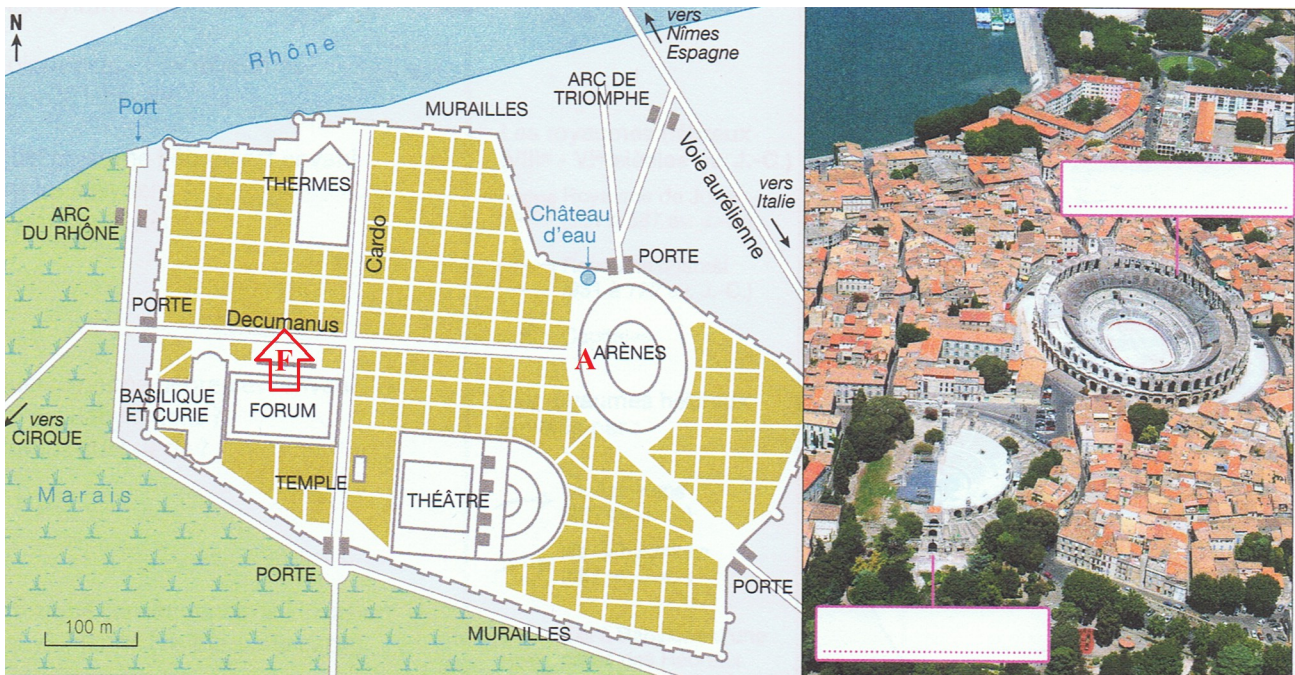 N
Rhône
vers
Nîmes
Espagne
ARC DE
TRIOMPHE
MURAILLES
Port
Voie aurélienne
THERMES
vers
Italie
ARC
DU RHÔNE
Cardo
Château
d'eau
PORTE
PORTE
Decumanus
F
A
ARÈNES
BASILIQUE
ET CURIE
FORUM
vers
CIRQUE
TEMPLE
THÉÂTRE
Marais
PORTE
PORTE
100 m
MURAILLES